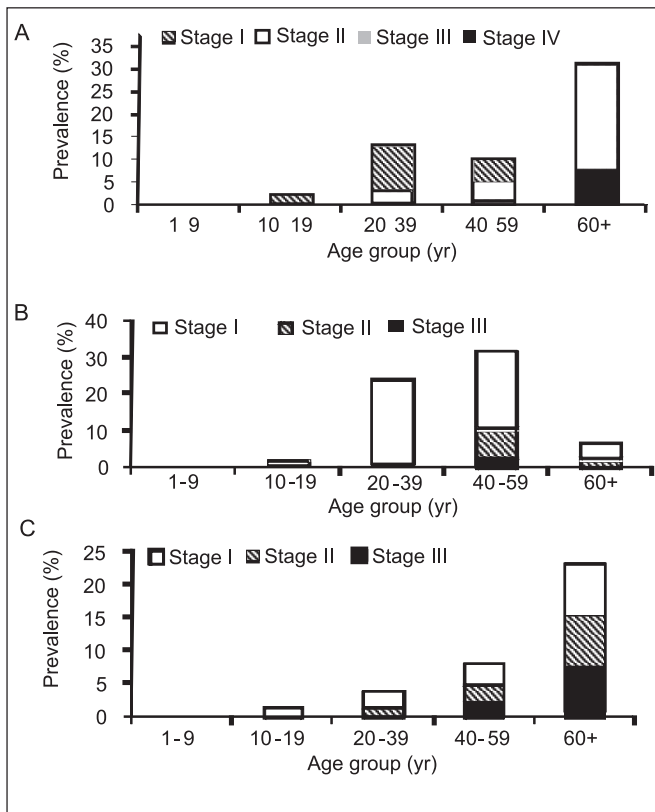 A
Stage I Stage II Stage III Stage IV
Prevalence (%)
35
30
25
20
15
10
5
0
1 9 10 19 20 39 40 59 60+
Age group (yr)
B
Stage I Stage II Stage III
Prevalence (%)
40
30
20
10
0
1-9 10-19 20-39 40-59 60+
Age group (yr)
C
Stage I Stage II Stage III
Prevalence (%)
25
20
15
10
5
0
1-9 10-19 20-39 40-59 60+
Age group (yr)